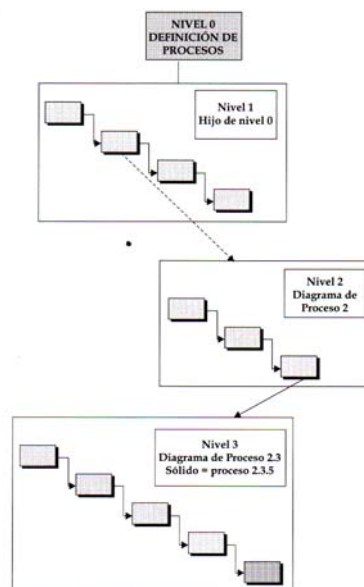 NIVEL 0
DEFINICIÓN DE
PROCESOS
Nivel 1
Hijo de nivel 0
Nivel 2
Diagrama de
Proceso 2
Nivel 3
Diagrama de Proceso 2.3
Sólido = proceso 2.3.5